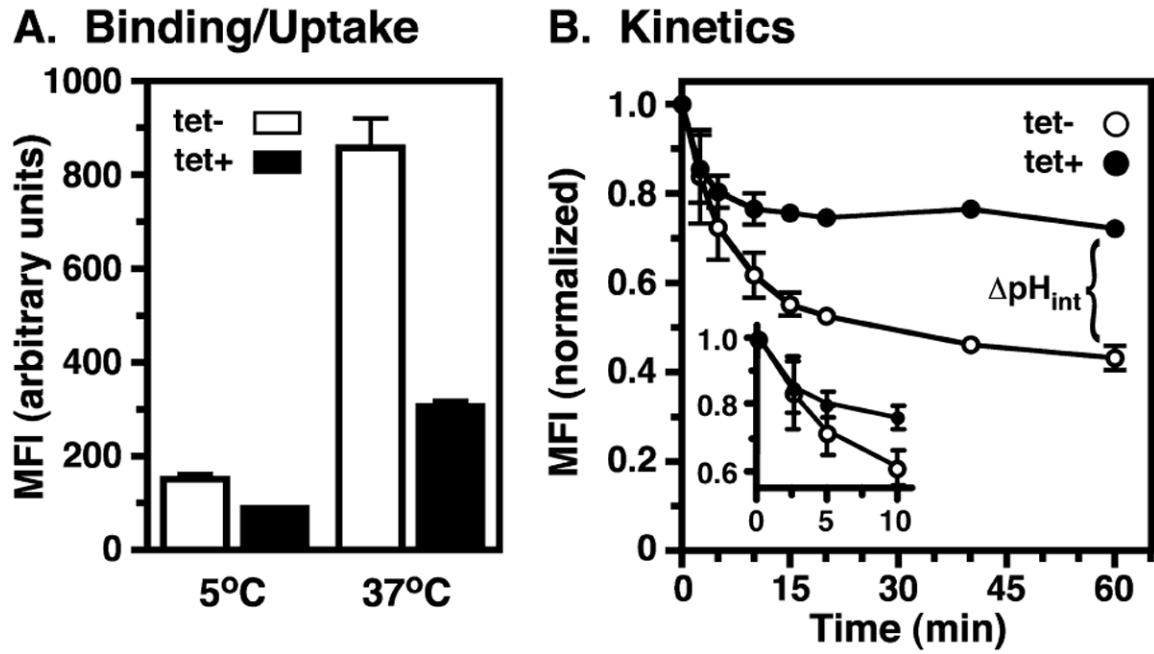 A. Binding/Uptake
MFI (arbitrary units)
1000
800
600
400
200
0
tet-
tet+
5ºC
37ºC
B. Kinetics
MFI (normalized)
1.0
0.8
0.6
0.4
0.2
0
tet-
tet+
ΔpHint
1.0
0.8
0.6
0
5
10
0
15
30
45
60
Time (min)